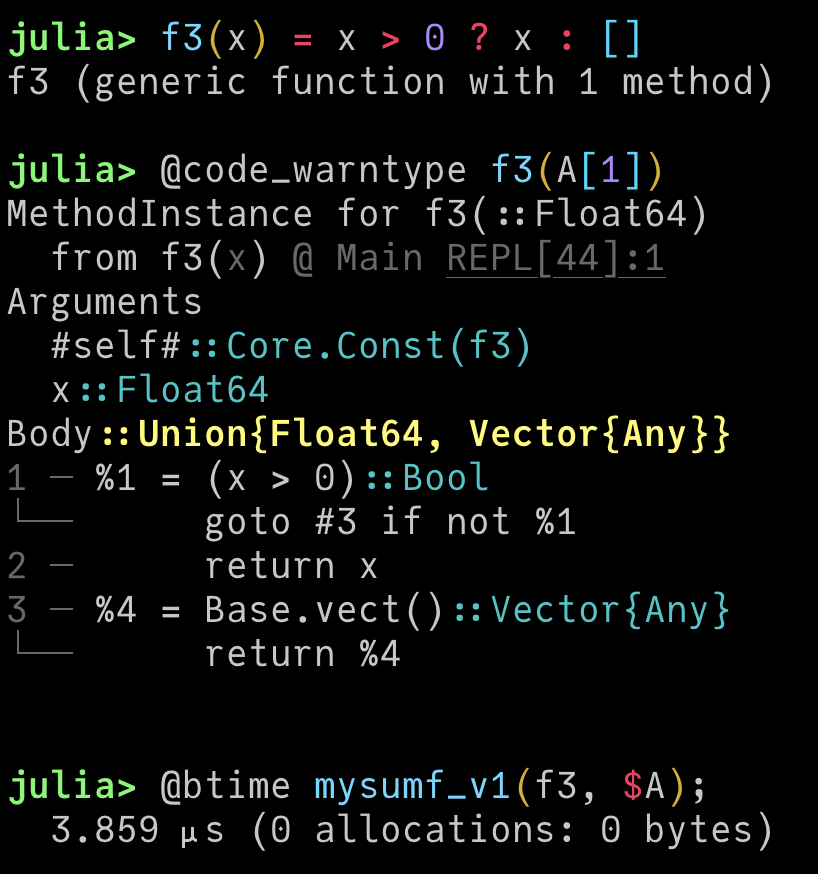 julia> f3(x) = x > 0 ? x : []
f3 (generic function with 1 method)
julia> @code_warntype f3(A[1])
MethodInstance for f3(::Float64)
  from f3(x) @ Main REPL[44]:1
Arguments
  #self#::Core.Const(f3)
  x::Float64
Body::Union{Float64, Vector{Any}}
1 ─ %1 = (x > 0)::Bool
└──      goto #3 if not %1
2 ─      return x
3 ─ %4 = Base.vect()::Vector{Any}
└──      return %4
julia> @btime mysumf_v1(f3, $A);
  3.859 μs (0 allocations: 0 bytes)